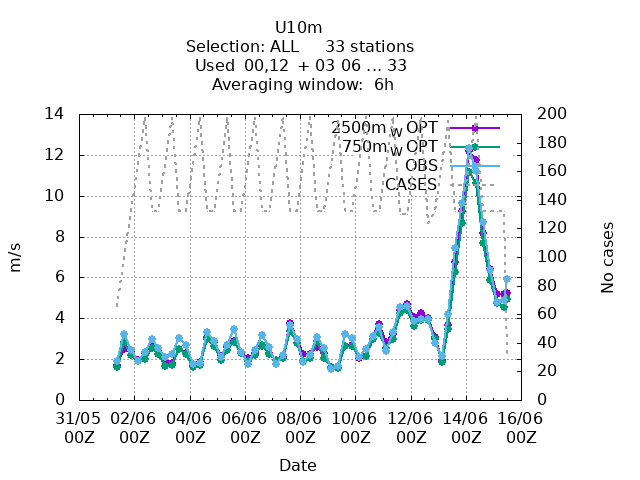 U10m
Selection: ALL 33 stations
Used 00,12 + 03 06 ... 33
Averaging window: 6h
14 200
12 180
10 160
8 140
6 120
4 100
2 80
0 60
40
20
0
m/s
No cases
2500m_W OPT
750m_W OPT
OBS
CASES
31/05 02/06 04/06 06/06 08/06 10/06 12/06 14/06 16/06
00Z 00Z 00Z 00Z 00Z 00Z 00Z 00Z 00Z
Date